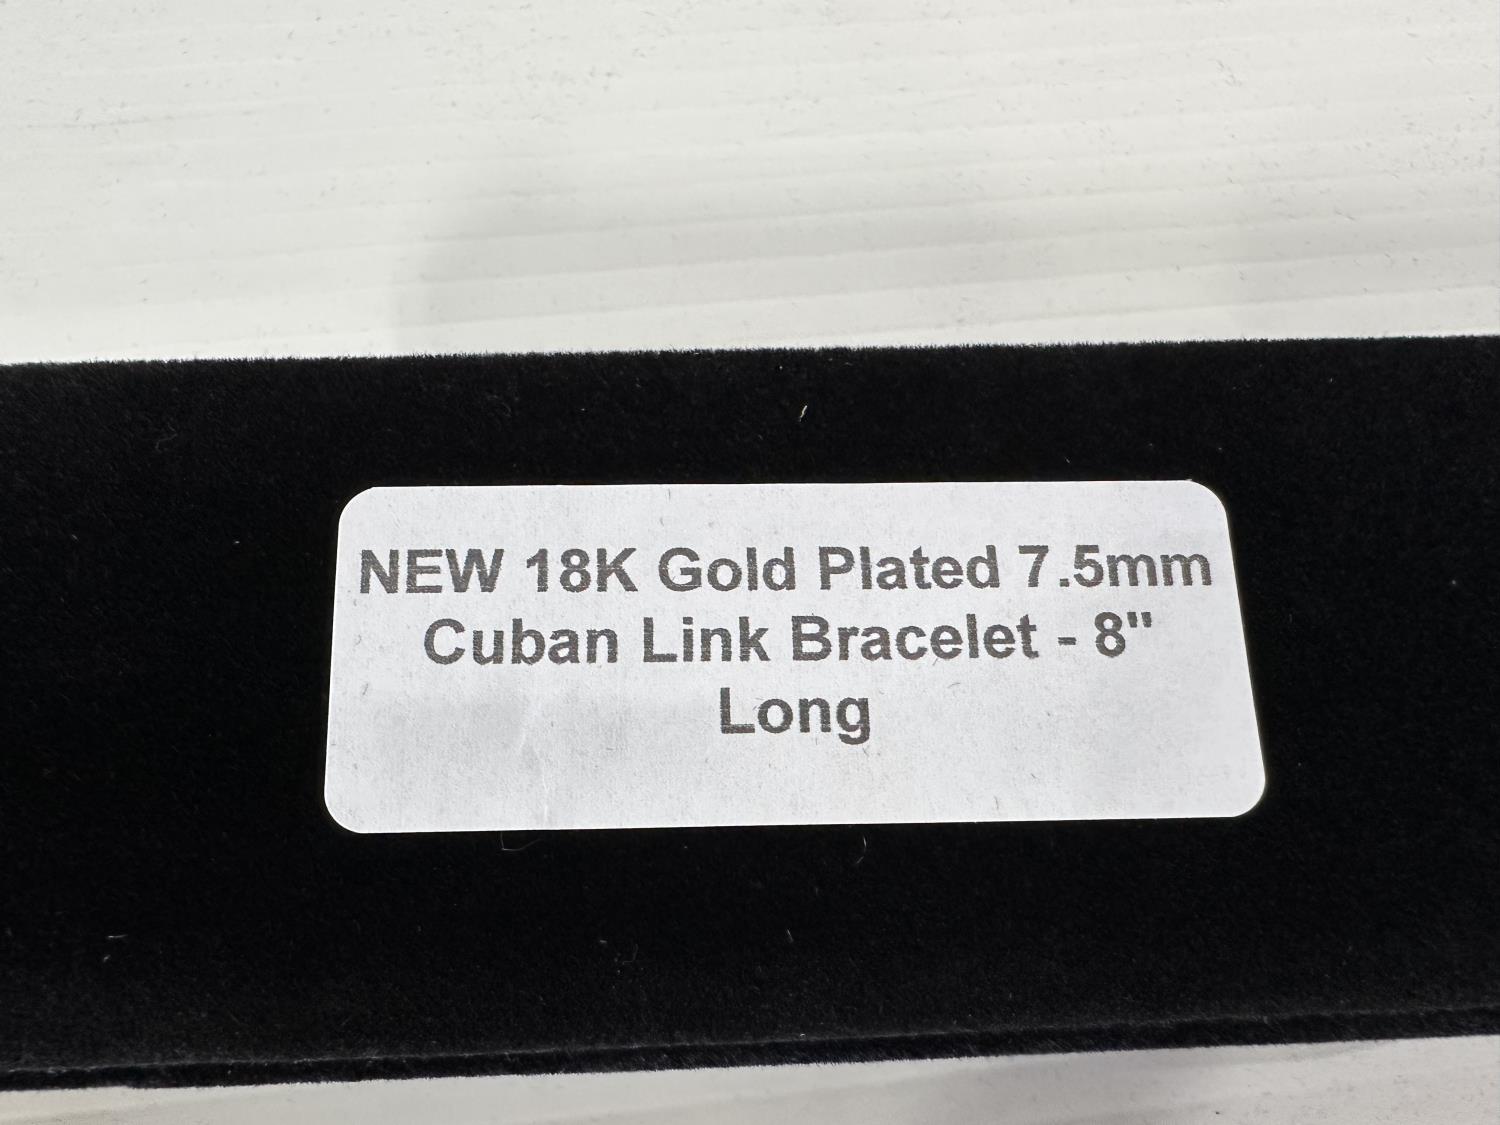 NEW 18K Gold Plated 7.5mm
Cuban Link Bracelet - 8"
Long